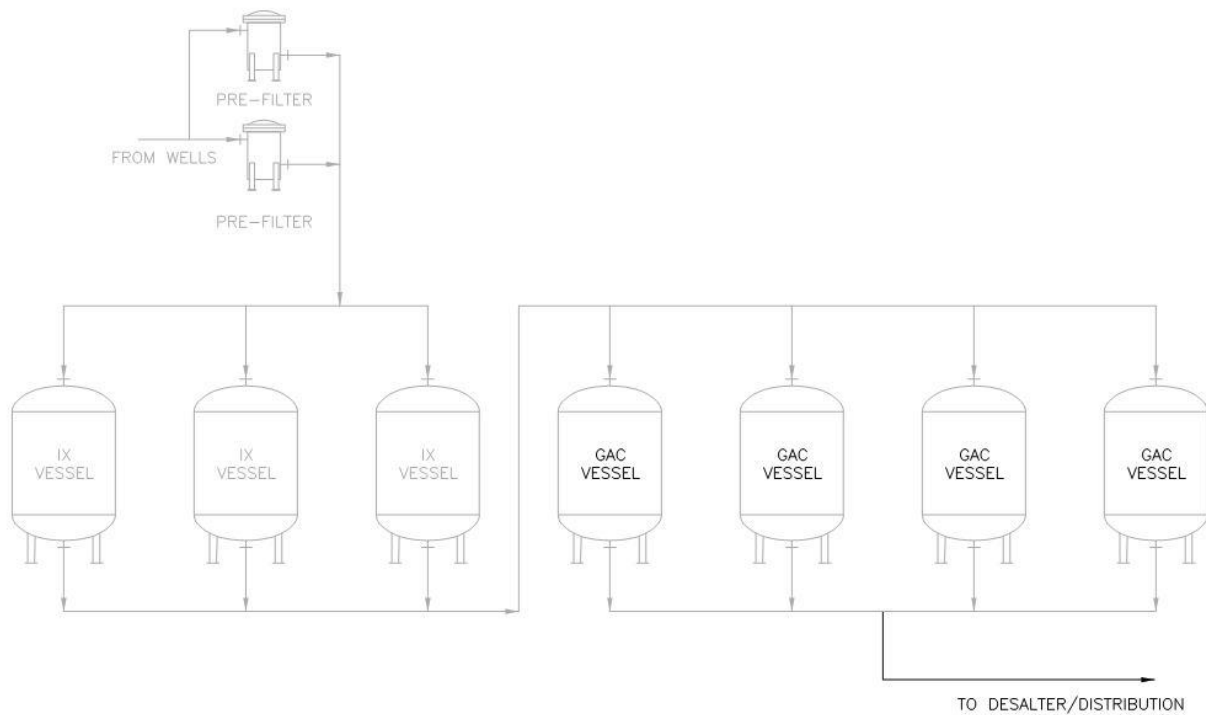 PRE-FILTER
FROM WELLS
PRE-FILTER
IX
VESSEL
IX
VESSEL
IX
VESSEL
GAC
VESSEL
GAC
VESSEL
GAC
VESSEL
GAC
VESSEL
TO DESALTER/DISTRIBUTION